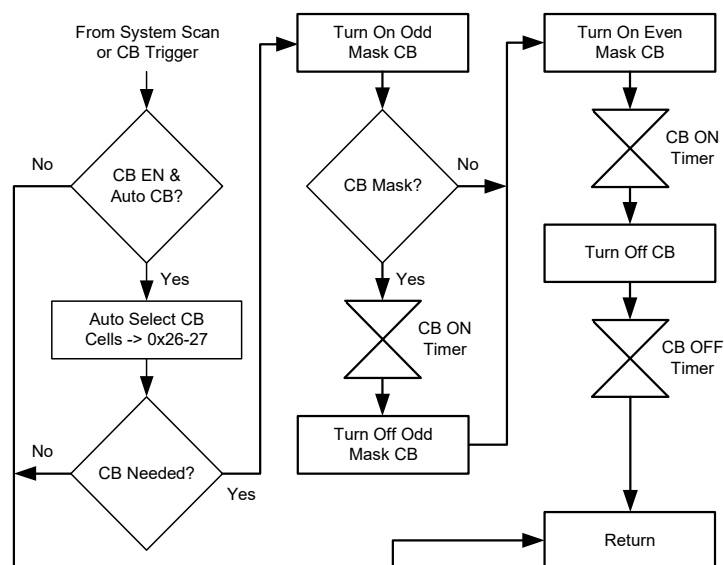 From System Scan
or CB Trigger
No
CB EN &
Auto CB?
Yes
Auto Select CB
Cells -> 0x26-27
No
CB Needed?
Yes
Turn On Odd
Mask CB
CB Mask?
No
Yes
CB ON
Timer
Turn Off Odd
Mask CB
Turn On Even
Mask CB
CB ON
Timer
Turn Off CB
CB OFF
Timer
Return